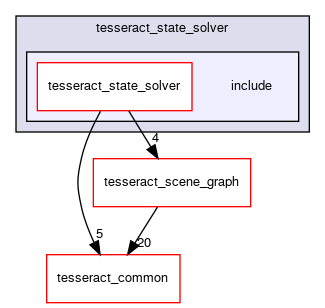 tesseract_state_solver
tesseract_state_solver
include
4
tesseract_scene_graph
5
20
tesseract_common